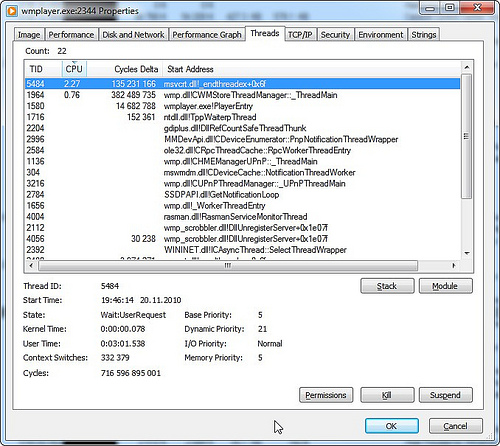 wmplayer.exe:2344 Properties
Image Performance Disk and Network Performance Graph Threads TCP/IP Security Environment Strings
Count: 22
TID CPU Cycles Delta Start Address
5484 2.27 135 231 166 msvcrt.dll!_endthreadex+0x6f
1964 0.76 382 489 735 wmp.dll!CWMStoreThreadManager::_ThreadMain
1580 14 682 788 wmplayer.exe!PlayerEntry
1716 152 361 ntdll.dll!TppWaiterpThread
2204 gdiplus.dll!DllRefCountSafeThreadThunk
2996 MMDevApi.dll!CDeviceEnumerator::PnpNotificationThreadWrapper
2584 ole32.dll!CRpcThreadCache::RpcWorkerThreadEntry
1136 wmp.dll!CHMEManagerUPnP::_ThreadMain
304 mswmdm.dll!CDeviceCache::NotificationThreadWorker
3216 wmp.dll!CUPnPThreadManager::_UPnPThreadMain
2784 SSDPAPI.dll!GetNotificationLoop
1656 wmp.dll!_WorkerThreadEntry
4004 rasman.dll!RasmanServiceMonitorThread
2112 wmp_scrobbler.dll!DllUnregisterServer+0x1e07f
4056 30 238 wmp_scrobbler.dll!DllUnregisterServer+0x1e07f
2392 WININET.dll!ICAsyncThread::SelectThreadWrapper
Thread ID: 5484
Stack Module
Start Time: 19:46:14 20.11.2010
State: Wait:UserRequest Base Priority: 5
Kernel Time: 0:00:00.078 Dynamic Priority: 21
User Time: 0:03:01.538 I/O Priority: Normal
Context Switches: 332 379 Memory Priority: 5
Cycles: 716 596 895 001
Permissions Kill Suspend
OK Cancel